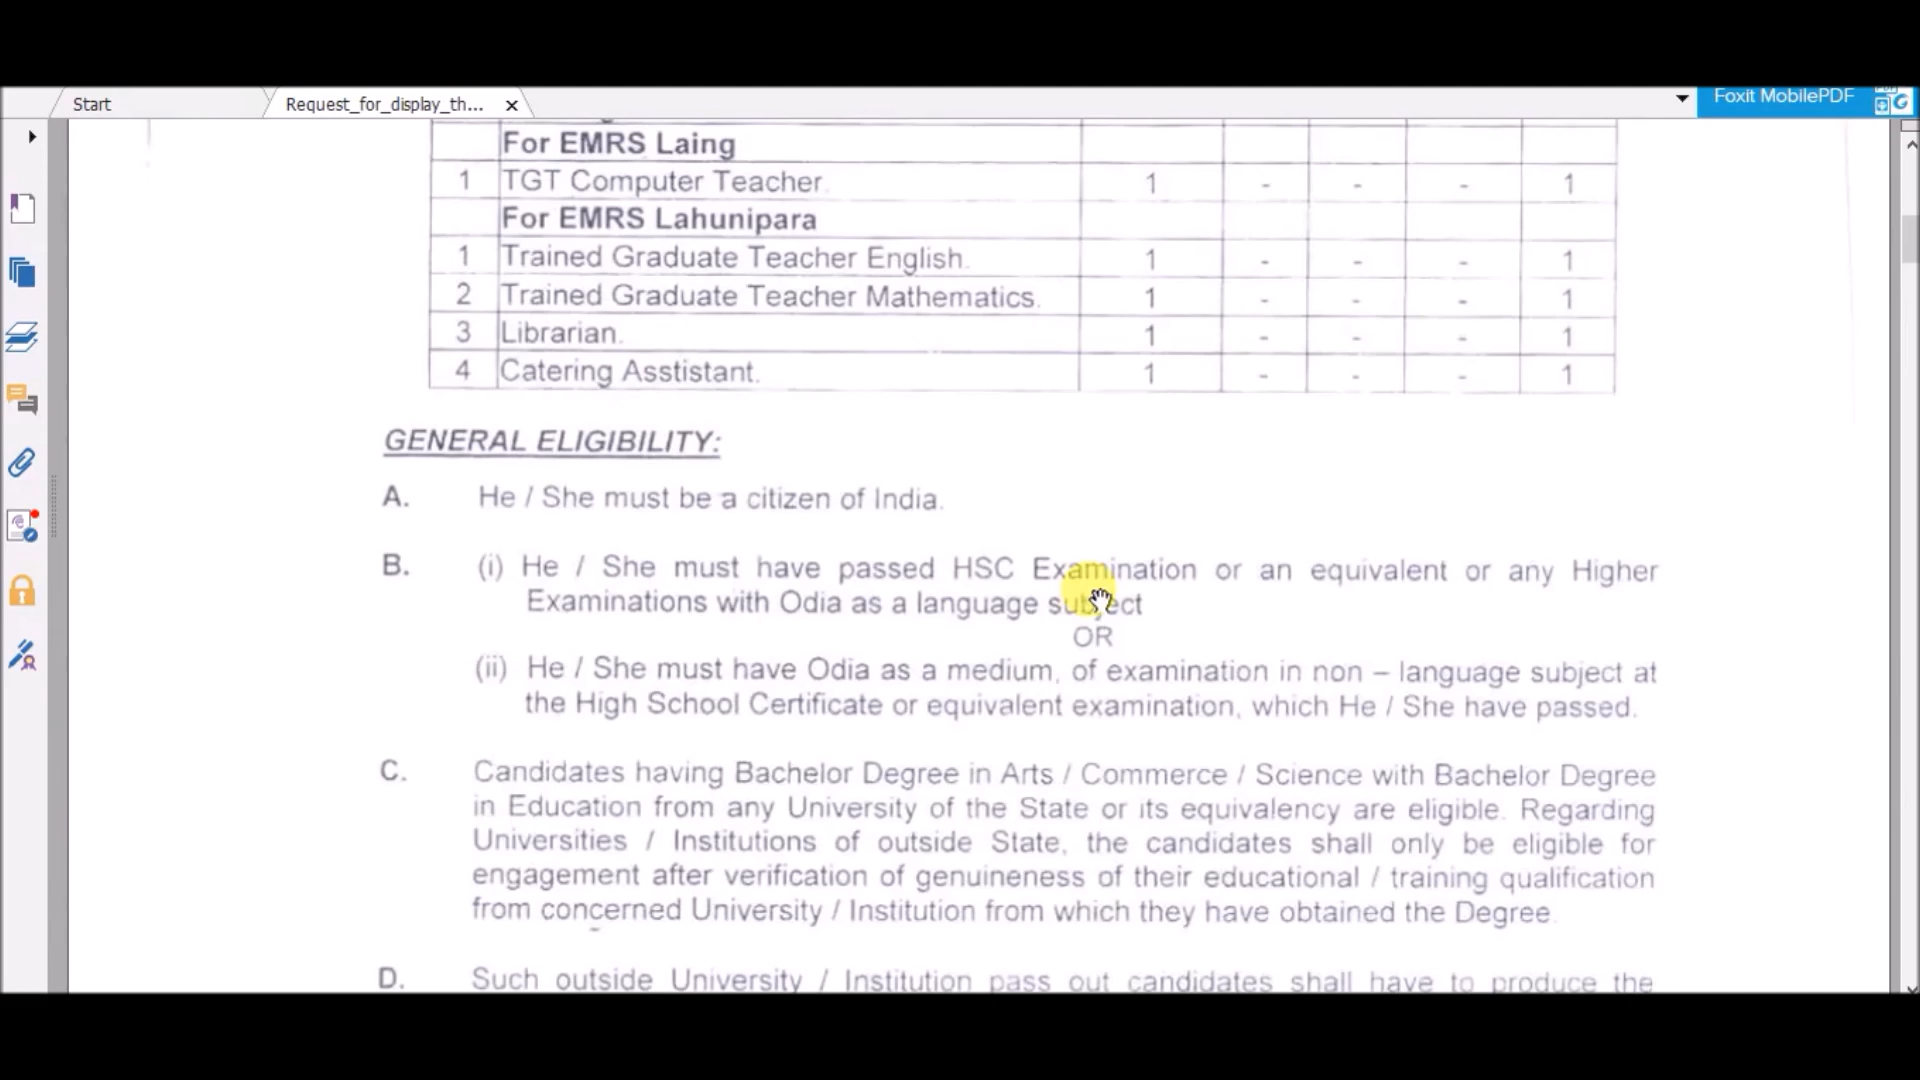 Start
Request_for_display_th...
Foxit MobilePDF
For EMRS Laing
1 TGT Computer Teacher. 1 - - - 1
For EMRS Lahunipara
1 Trained Graduate Teacher English. 1 - - - 1
2 Trained Graduate Teacher Mathematics. 1 - - - 1
3 Librarian. 1 - - - 1
4 Catering Asstistant. 1 - - - 1
GENERAL ELIGIBILITY:
A. He / She must be a citizen of India.
B. (i) He / She must have passed HSC Examination or an equivalent or any Higher
Examinations with Odia as a language subject
OR
(ii) He / She must have Odia as a medium, of examination in non – language subject at
the High School Certificate or equivalent examination, which He / She have passed.
C. Candidates having Bachelor Degree in Arts / Commerce / Science with Bachelor Degree
in Education from any University of the State or its equivalency are eligible. Regarding
Universities / Institutions of outside State, the candidates shall only be eligible for
engagement after verification of genuineness of their educational / training qualification
from concerned University / Institution from which they have obtained the Degree.
D. Such outside University / Institution pass out candidates shall have to produce the